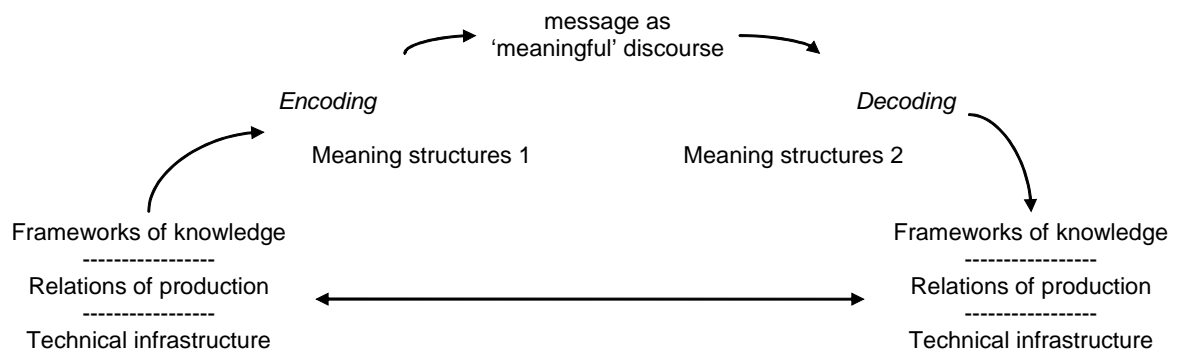 message as
‘meaningful’ discourse
Encoding
Decoding
Meaning structures 1
Meaning structures 2
Frameworks of knowledge
-----------------
Relations of production
-----------------
Technical infrastructure
Frameworks of knowledge
-----------------
Relations of production
-----------------
Technical infrastructure